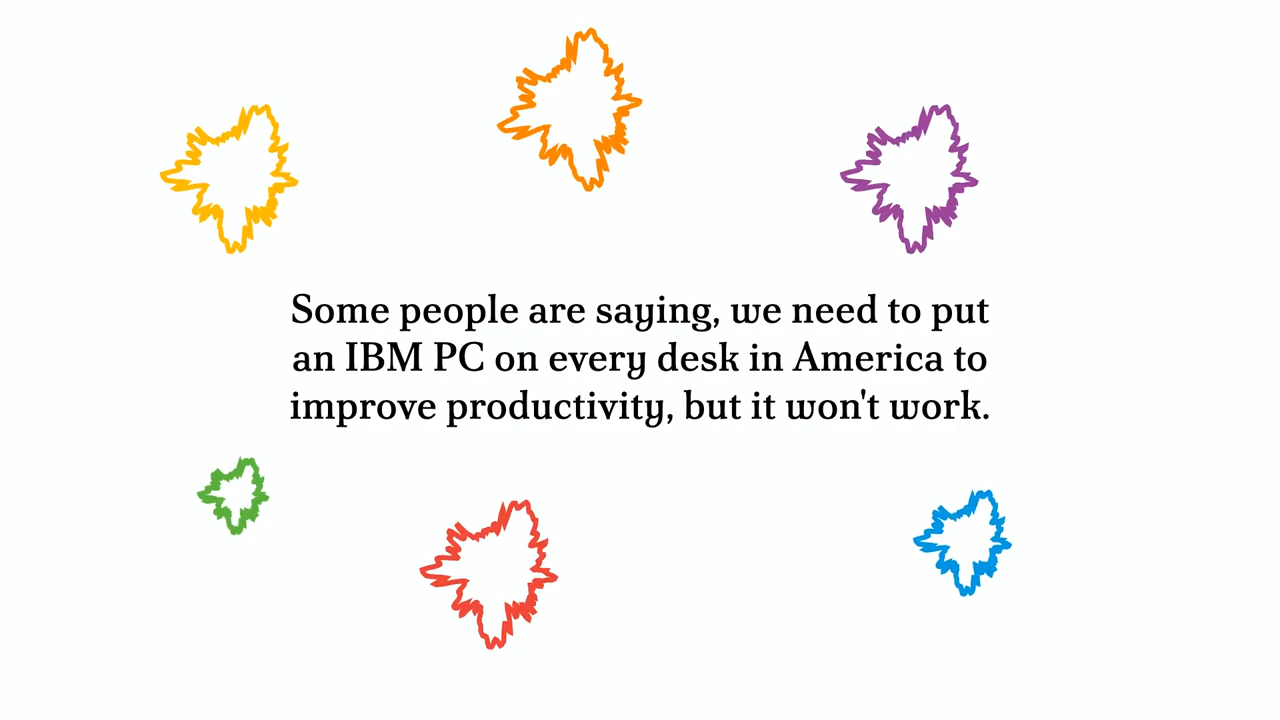 Some people are saying, we need to put
an IBM PC on every desk in America to
improve productivity, but it won't work.